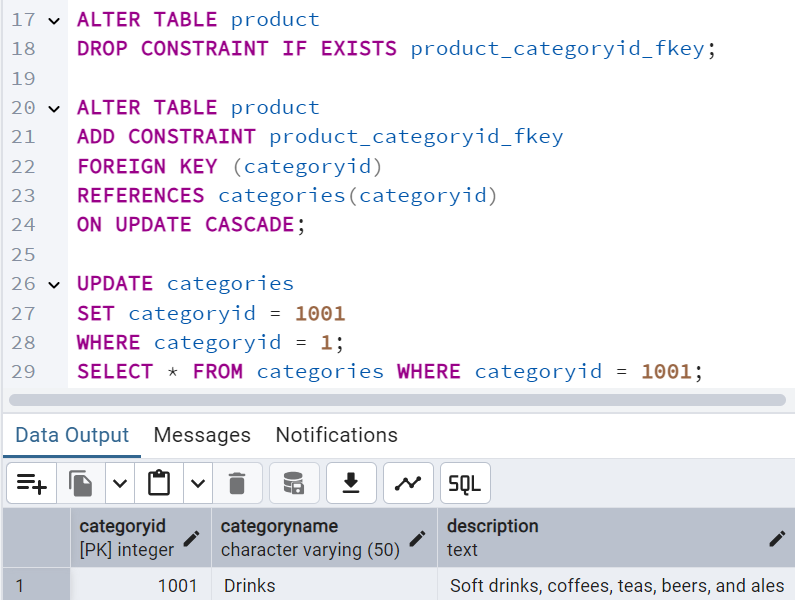 17 ALTER TABLE product
18 DROP CONSTRAINT IF EXISTS product_categoryid_fkey;
19
20 ALTER TABLE product
21 ADD CONSTRAINT product_categoryid_fkey
22 FOREIGN KEY (categoryid)
23 REFERENCES categories(categoryid)
24 ON UPDATE CASCADE;
25
26 UPDATE categories
27 SET categoryid = 1001
28 WHERE categoryid = 1;
29 SELECT * FROM categories WHERE categoryid = 1001;
Data Output Messages Notifications
SQL
categoryid categoryname description
[PK] integer character varying (50) text
1 1001 Drinks Soft drinks, coffees, teas, beers, and ales